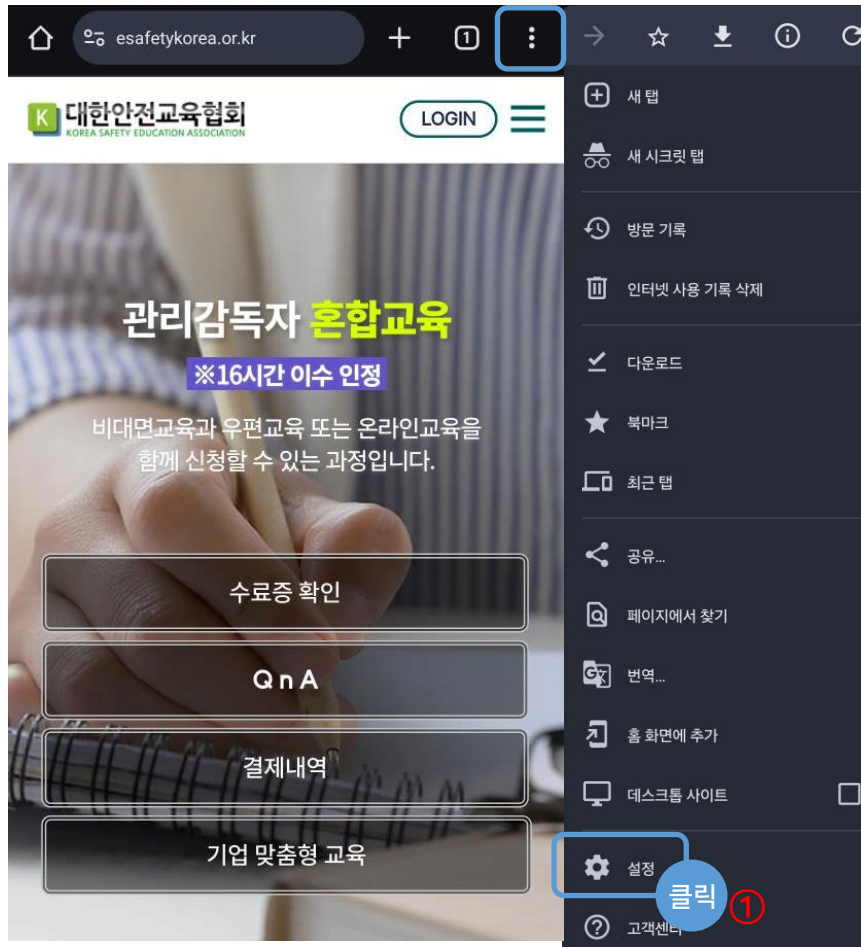 esafetykorea.or.kr
1
K 대한안전교육협회
KOREA SAFETY EDUCATION ASSOCIATION
LOGIN
관리감독자 혼합교육
※16시간 이수 인정
비대면교육과 우편교육 또는 온라인교육을
함께 신청할 수 있는 과정입니다.
수료증 확인
Q n A
결제내역
기업 맞춤형 교육
새 탭
새 시크릿 탭
방문 기록
인터넷 사용 기록 삭제
다운로드
북마크
최근 탭
공유...
페이지에서 찾기
번역...
홈 화면에 추가
데스크톱 사이트
설정
클릭
①
고객센터